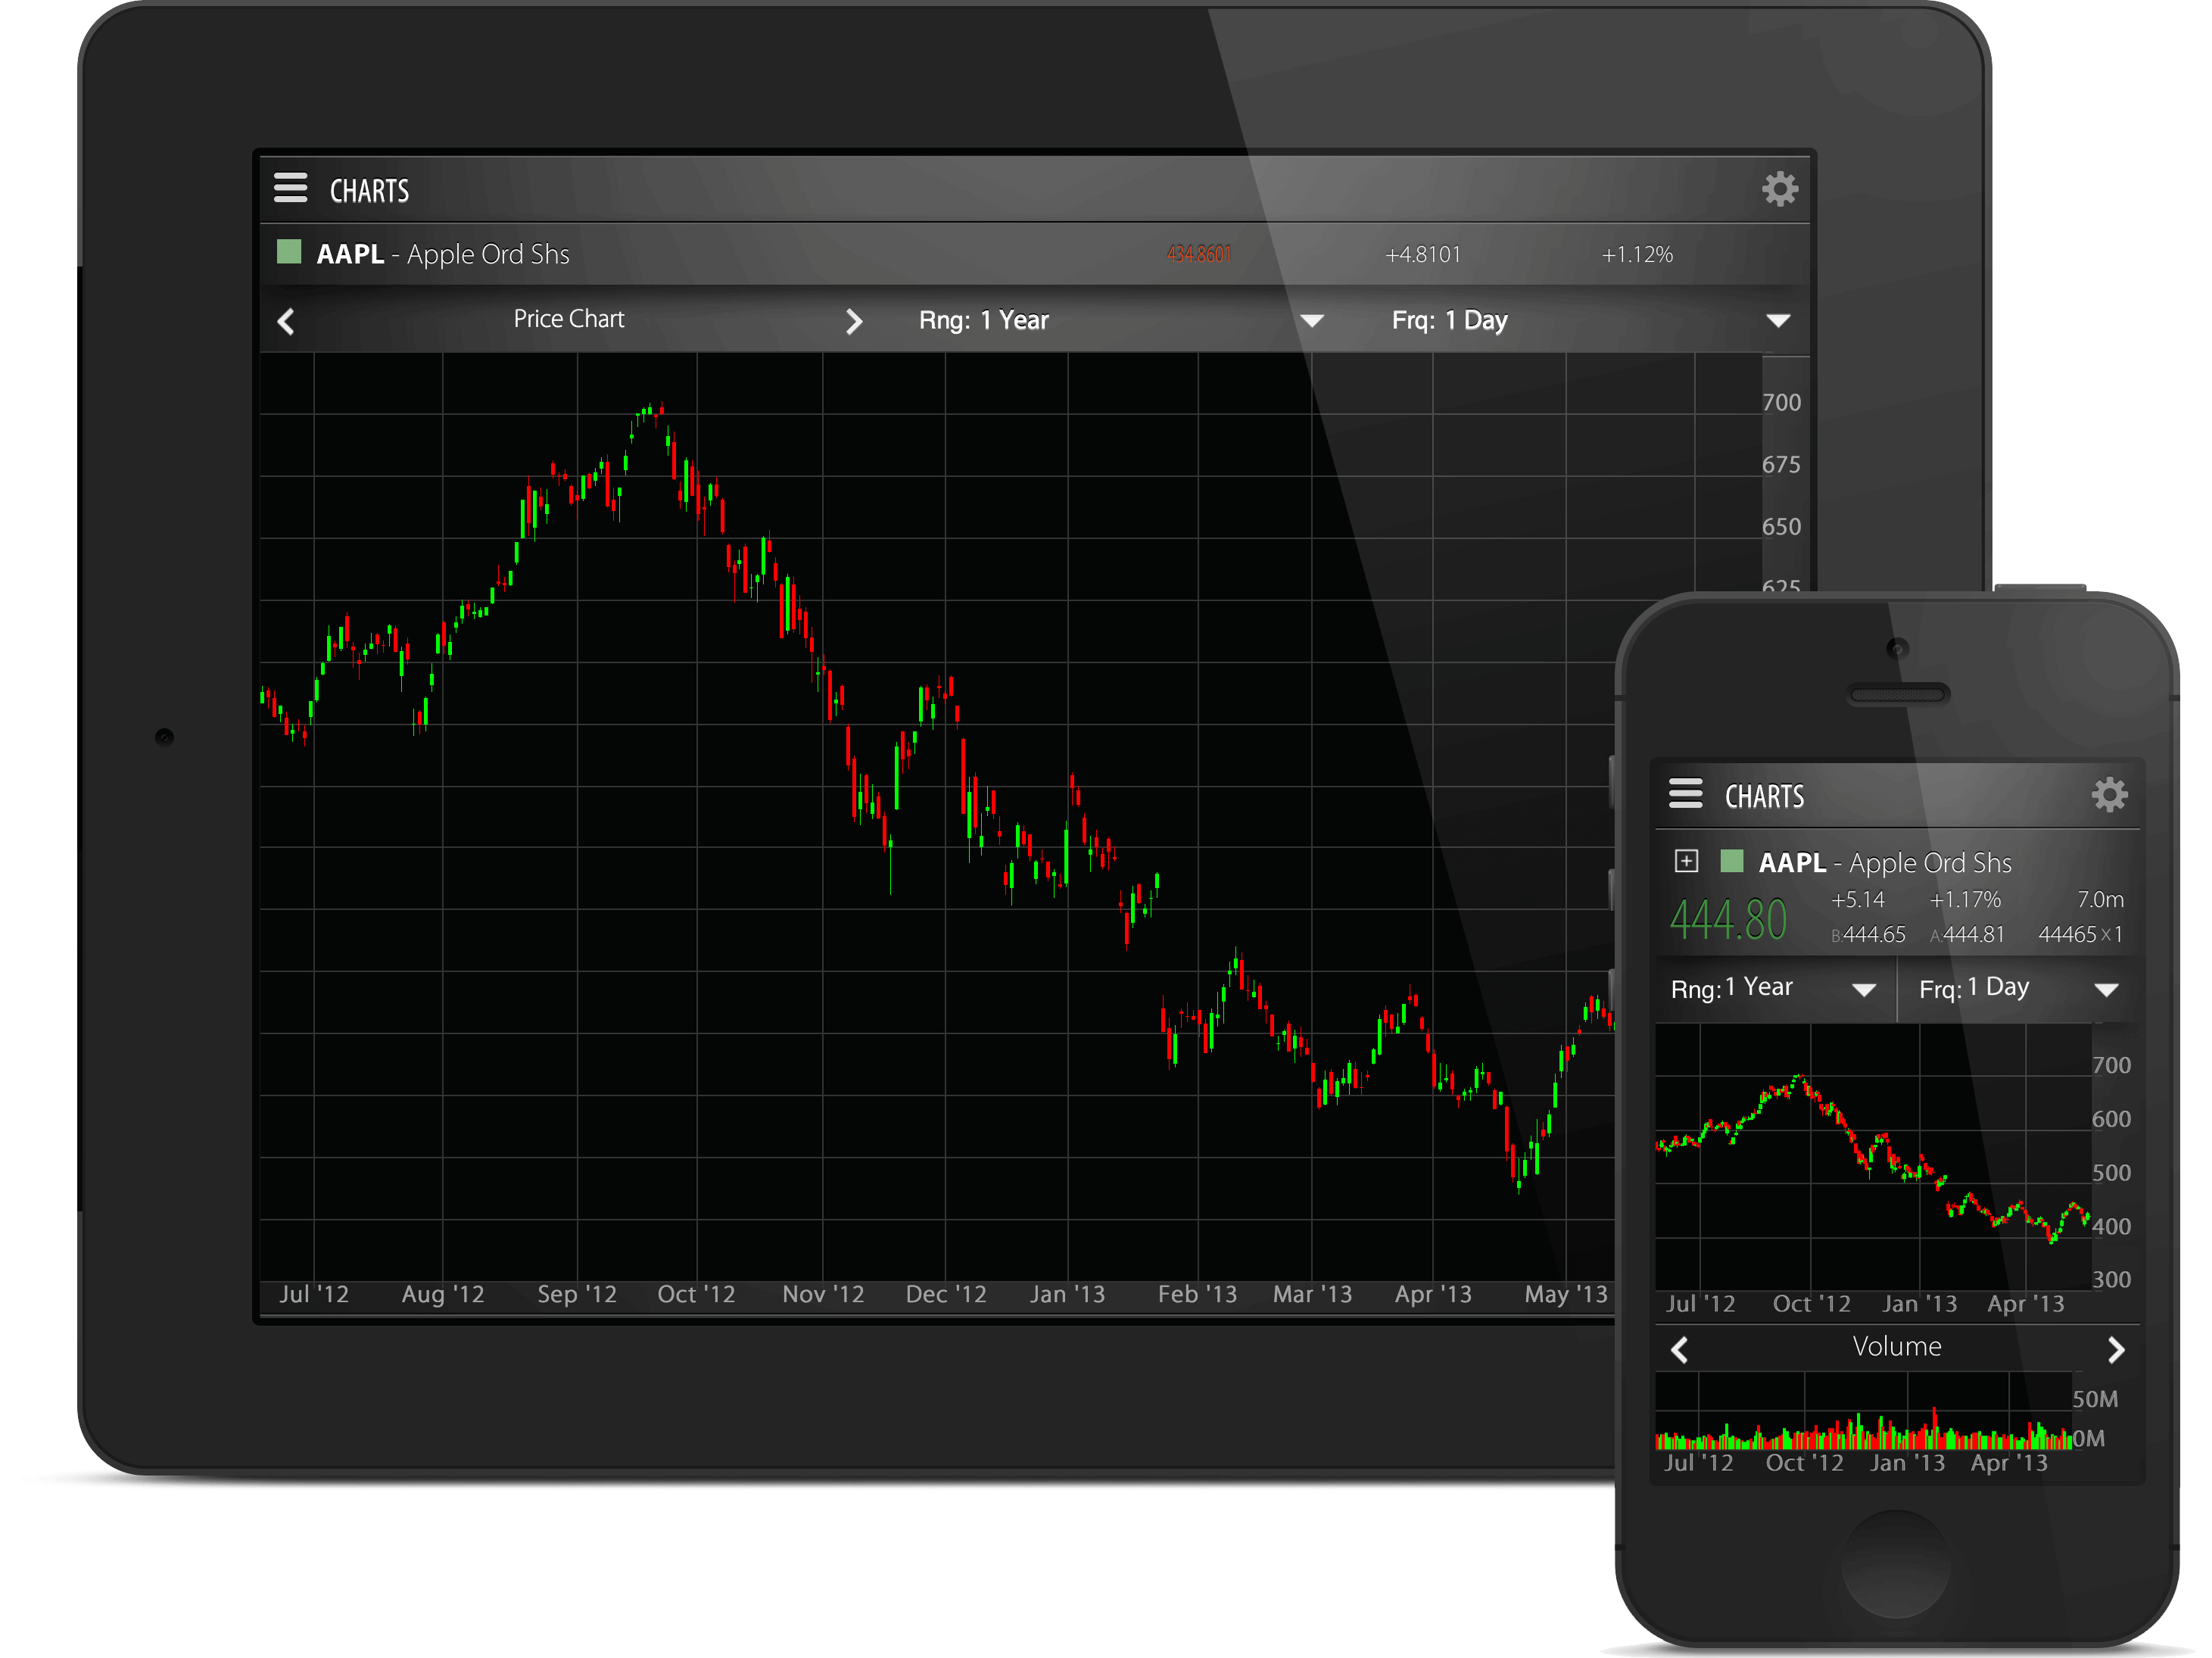 CHARTS
AAPL - Apple Ord Shs 434.8601 +4.8101 +1.12%
Price Chart Rng: 1 Year Frq: 1 Day
700
675
650
625
Jul '12 Aug '12 Sep '12 Oct '12 Nov '12 Dec '12 Jan '13 Feb '13 Mar '13 Apr '13 May '13
CHARTS
AAPL - Apple Ord Shs
444.80 +5.14 +1.17% 7.0m
B:444.65 A:444.81 44465 x 1
Rng: 1 Year Frq: 1 Day
700
600
500
400
300
Jul '12 Oct '12 Jan '13 Apr '13
Volume
50M
0M
Jul '12 Oct '12 Jan '13 Apr '13